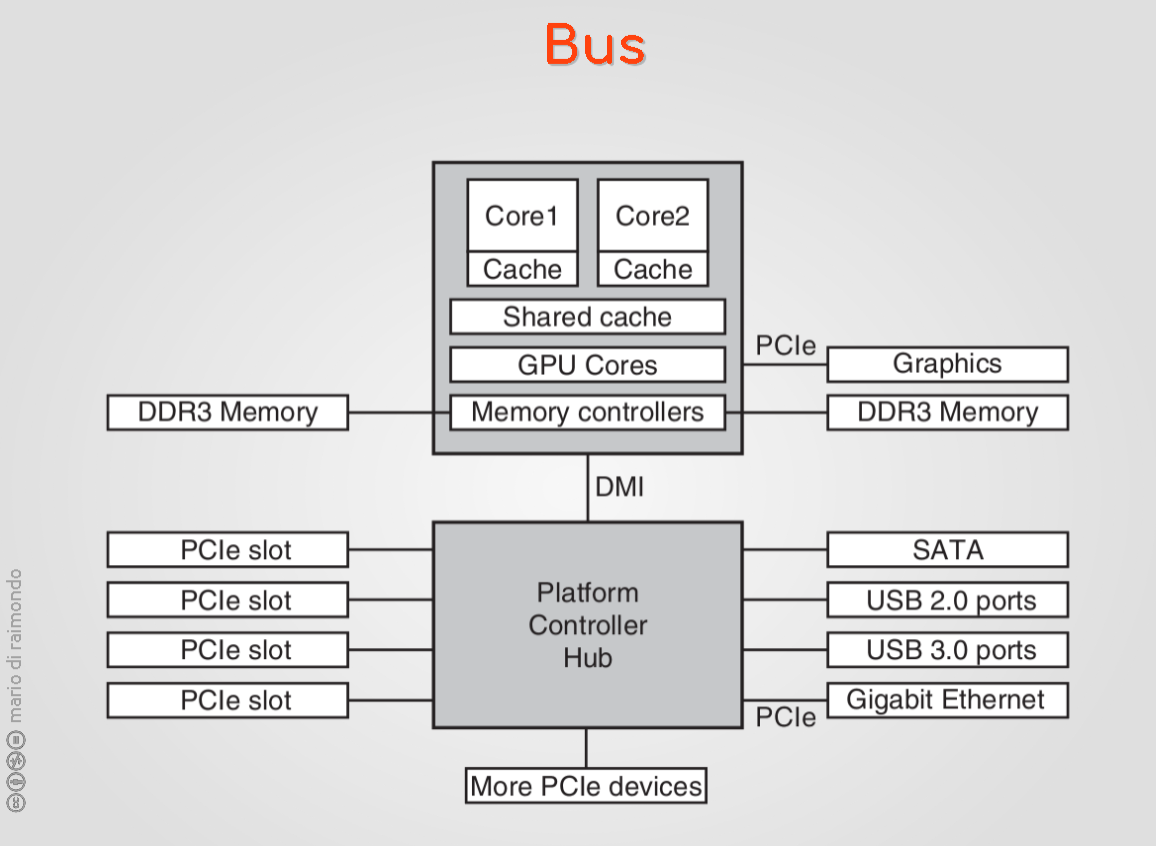 Bus
Core1
Core2
Cache
Cache
Shared cache
GPU Cores
PCIe
Graphics
DDR3 Memory
Memory controllers
DDR3 Memory
DMI
PCIe slot
PCIe slot
PCIe slot
PCIe slot
Platform
Controller
Hub
SATA
USB 2.0 ports
USB 3.0 ports
Gigabit Ethernet
PCIe
More PCIe devices
mario di raimondo